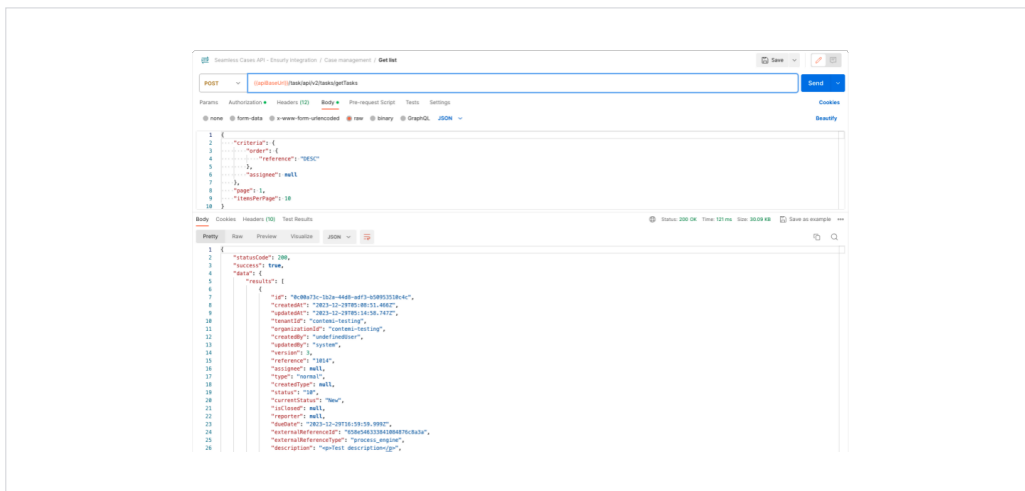 Seamless Cases API - Ensurity Integration / Case management / Get list
Save
POST
{{apiBaseUrl}}/task/api/v2/tasks/getTasks
Send
Params Authorization Headers (12) Body Pre-request Script Tests Settings
Cookies
none form-data x-www-form-urlencoded raw binary GraphQL JSON
Beautify
1 {
2 "criteria": {
3 "order": {
4 "reference": "DESC"
5 },
6 "assignee": null
7 },
8 "page": 1,
9 "itemsPerPage": 10
10 }
Body Cookies Headers (10) Test Results
Status: 200 OK Time: 121 ms Size: 30.09 KB Save as example
Pretty Raw Preview Visualize JSON
1 {
2 "statusCode": 200,
3 "success": true,
4 "data": {
5 "results": [
6 {
7 "id": "0c00a73c-1b2a-44d8-adf3-b50953510c4c",
8 "createdAt": "2023-12-29T05:08:51.466Z",
9 "updatedAt": "2023-12-29T05:14:58.747Z",
10 "tenantId": "contemi-testing",
11 "organizationId": "contemi-testing",
12 "createdBy": "undefinedUser",
13 "updatedBy": "system",
14 "version": 3,
15 "reference": "1014",
16 "assignee": null,
17 "type": "normal",
18 "createdType": null,
19 "status": "10",
20 "currentStatus": "New",
21 "isClosed": null,
22 "reporter": null,
23 "dueDate": "2023-12-29T16:59:59.999Z",
24 "externalReferenceId": "658e546333841084876c8a3a",
25 "externalReferenceType": "process_engine",
26 "description": "<p>Test description</p>",